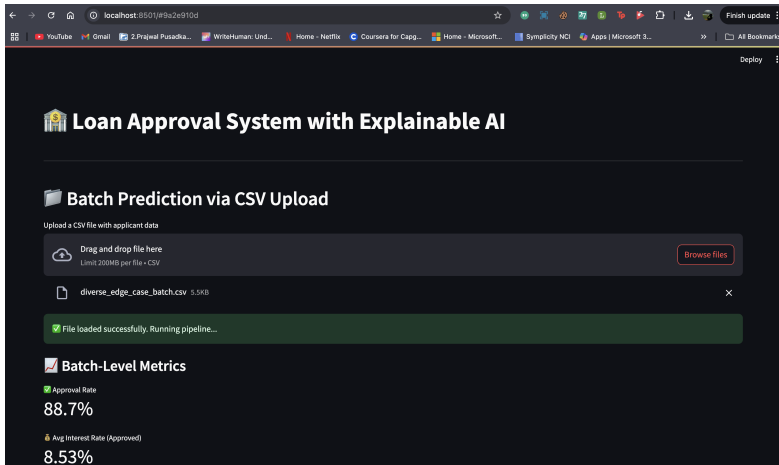 localhost:8501/#9a2e910d
Finish update
YouTube Gmail 2.Prajwal Pusadka... WriteHuman: Und... Home - Netflix Coursera for Capg... Home - Microsoft... Symplicity NCI Apps | Microsoft 3... » All Bookmarks
Deploy
Loan Approval System with Explainable AI
Batch Prediction via CSV Upload
Upload a CSV file with applicant data
Drag and drop file here
Limit 200MB per file • CSV
Browse files
diverse_edge_case_batch.csv 5.5KB
File loaded successfully. Running pipeline...
Batch-Level Metrics
Approval Rate
88.7%
Avg Interest Rate (Approved)
8.53%